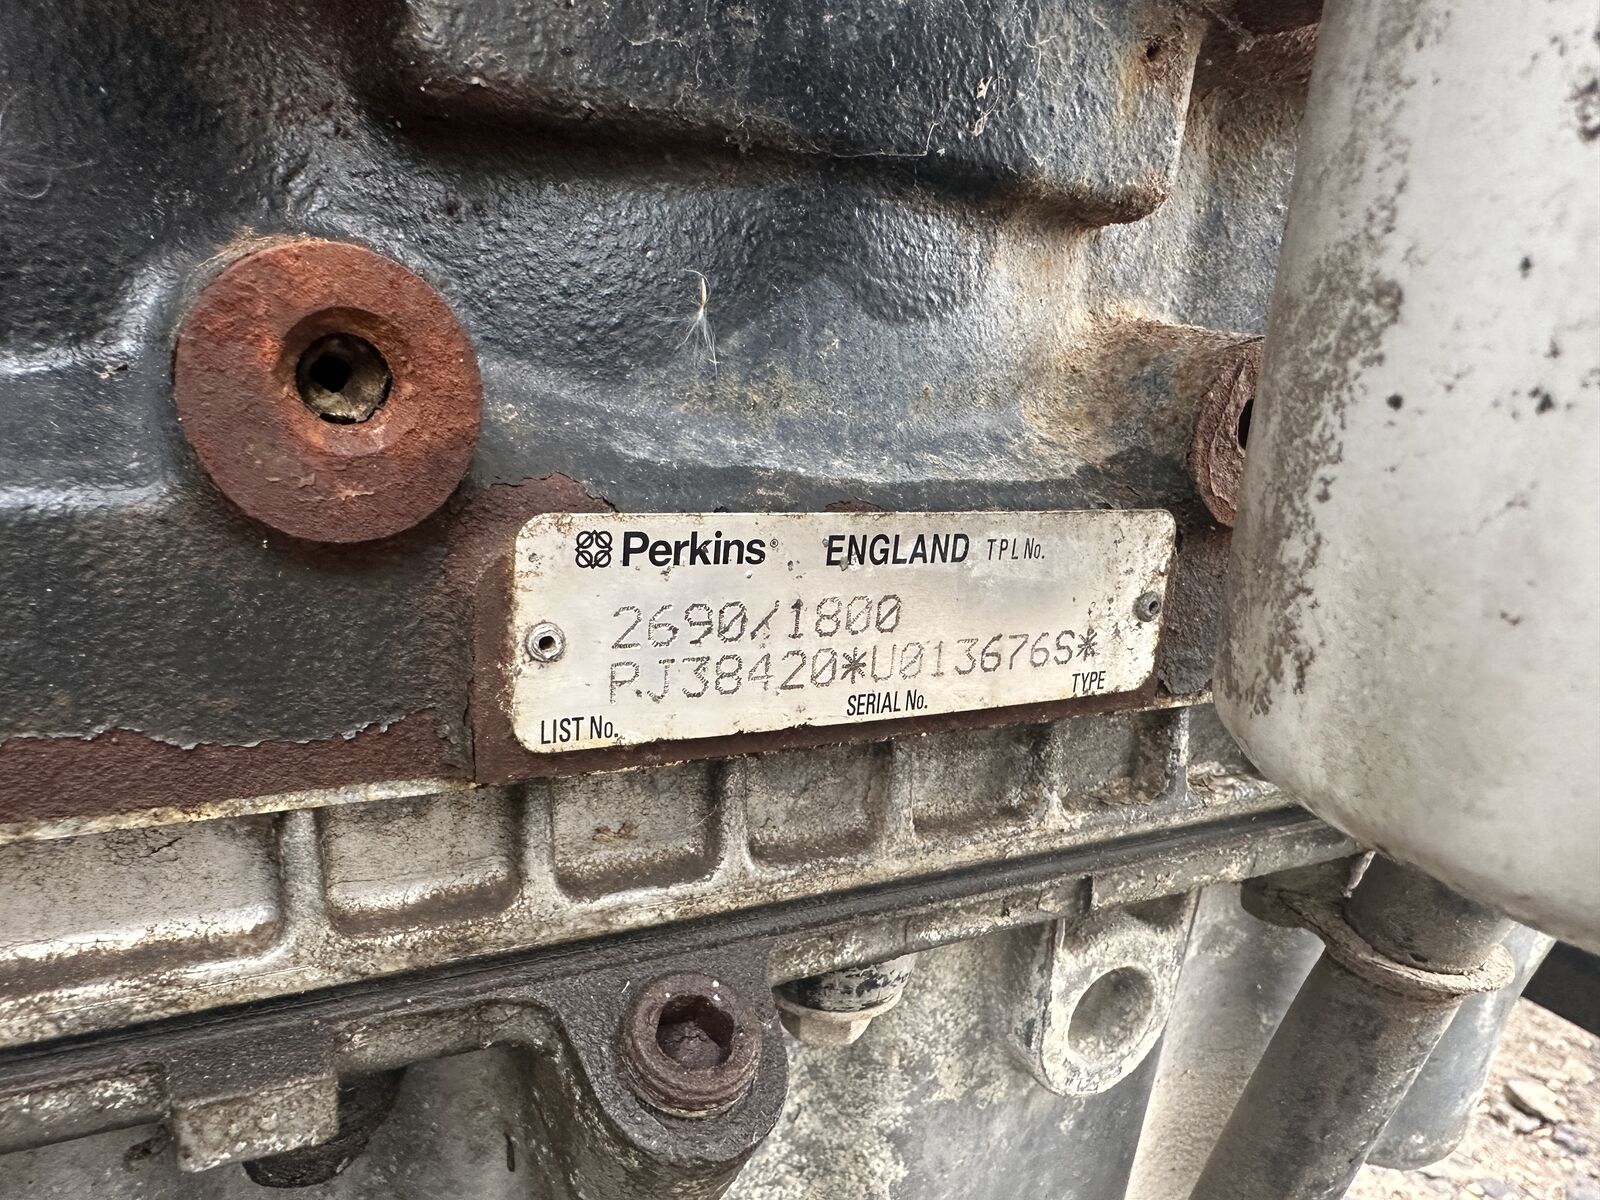 Perkins® ENGLAND TPL No.
2690/1800
PJ38420*U013676S*
LIST No. SERIAL No. TYPE